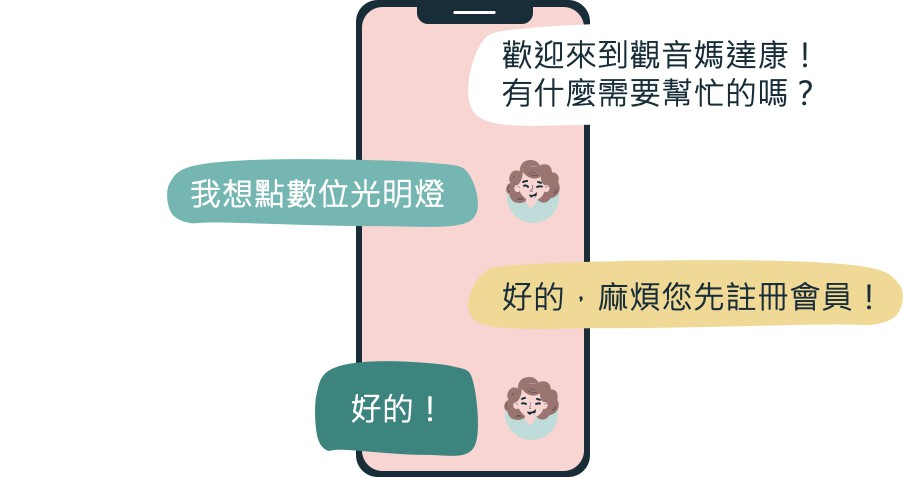 歡迎來到觀音媽達康！
有什麼需要幫忙的嗎？
我想點數位光明燈
好的，麻煩您先註冊會員！
好的！